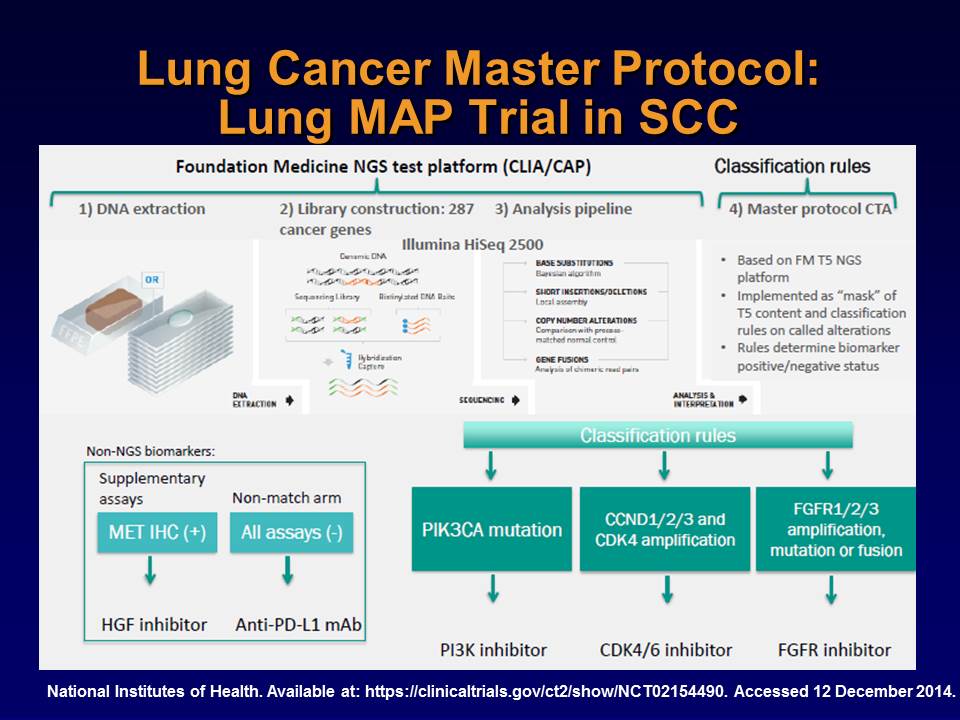 Lung Cancer Master Protocol:
Lung MAP Trial in SCC
Foundation Medicine NGS test platform (CLIA/CAP)
Classification rules
1) DNA extraction
2) Library construction: 287
cancer genes
3) Analysis pipeline
4) Master protocol CTA
Illumina HiSeq 2500
OR
FFPE
Genomic DNA
Sequencing Library
Biotinylated DNA Baits
Hybridization
Capture
BASE SUBSTITUTIONS
Bayesian algorithm
SHORT INSERTIONS/DELETIONS
Local assembly
COPY NUMBER ALTERATIONS
Comparison with process-
matched normal control
GENE FUSIONS
Analysis of chimeric read pairs
• Based on FM T5 NGS
platform
• Implemented as “mask” of
T5 content and classification
rules on called alterations
• Rules determine biomarker
positive/negative status
DNA
EXTRACTION
SEQUENCING
ANALYSIS &
INTERPRETATION
Non-NGS biomarkers:
Supplementary
assays
Non-match arm
MET IHC (+)
All assays (-)
HGF inhibitor
Anti-PD-L1 mAb
Classification rules
PIK3CA mutation
CCND1/2/3 and
CDK4 amplification
FGFR1/2/3
amplification,
mutation or fusion
PI3K inhibitor
CDK4/6 inhibitor
FGFR inhibitor
National Institutes of Health. Available at: https://clinicaltrials.gov/ct2/show/NCT02154490. Accessed 12 December 2014.